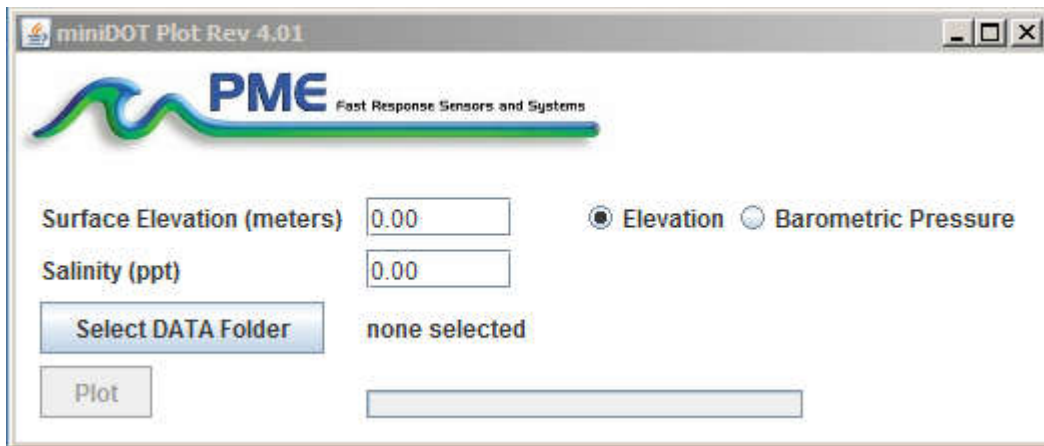 miniDOT Plot Rev 4.01
PME Fast Response Sensors and Systems
Surface Elevation (meters) 0.00 Elevation Barometric Pressure
Salinity (ppt) 0.00
Select DATA Folder none selected
Plot